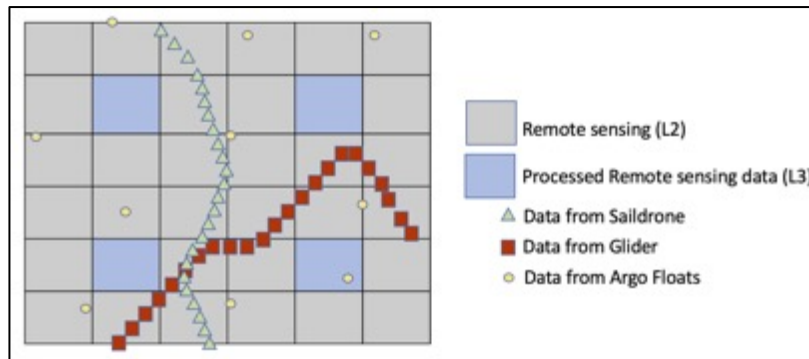 Remote sensing (L2)
Processed Remote sensing data (L3)
Data from Saildrone
Data from Glider
Data from Argo Floats